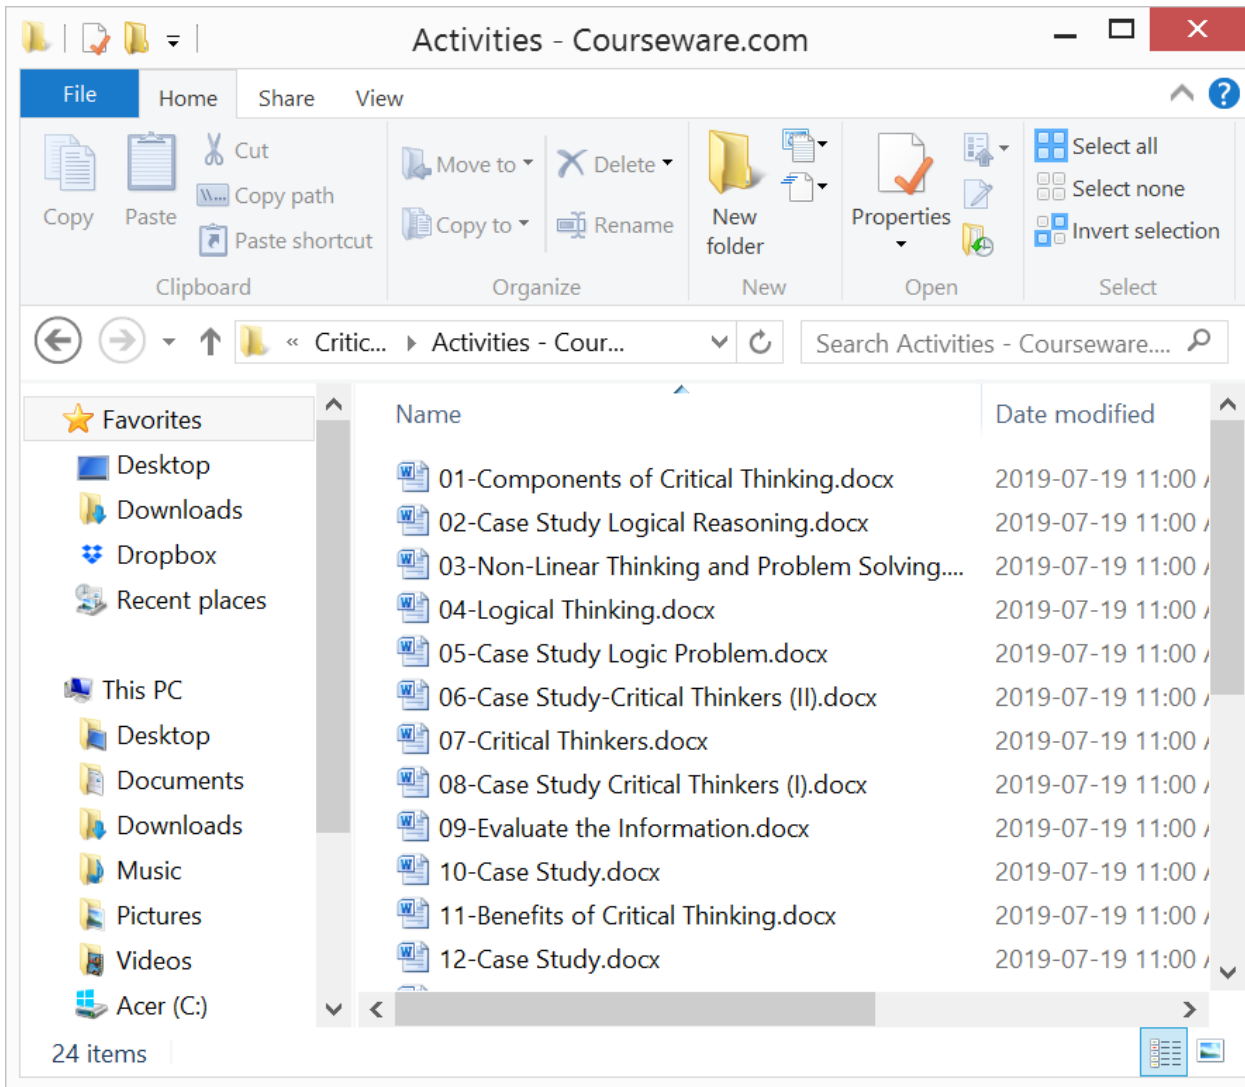 Activities - Courseware.com
File Home Share View
Copy
Paste
Cut
Copy path
Paste shortcut
Clipboard
Move to
Copy to
Delete
Rename
Organize
New
folder
New
Properties
Open
Select all
Select none
Invert selection
Select
« Critic... Activities - Cour...
Search Activities - Courseware....
Favorites
Desktop
Downloads
Dropbox
Recent places
This PC
Desktop
Documents
Downloads
Music
Pictures
Videos
Acer (C:)
Name Date modified
01-Components of Critical Thinking.docx 2019-07-19 11:00
02-Case Study Logical Reasoning.docx 2019-07-19 11:00
03-Non-Linear Thinking and Problem Solving.... 2019-07-19 11:00
04-Logical Thinking.docx 2019-07-19 11:00
05-Case Study Logic Problem.docx 2019-07-19 11:00
06-Case Study-Critical Thinkers (II).docx 2019-07-19 11:00
07-Critical Thinkers.docx 2019-07-19 11:00
08-Case Study Critical Thinkers (I).docx 2019-07-19 11:00
09-Evaluate the Information.docx 2019-07-19 11:00
10-Case Study.docx 2019-07-19 11:00
11-Benefits of Critical Thinking.docx 2019-07-19 11:00
12-Case Study.docx 2019-07-19 11:00
24 items